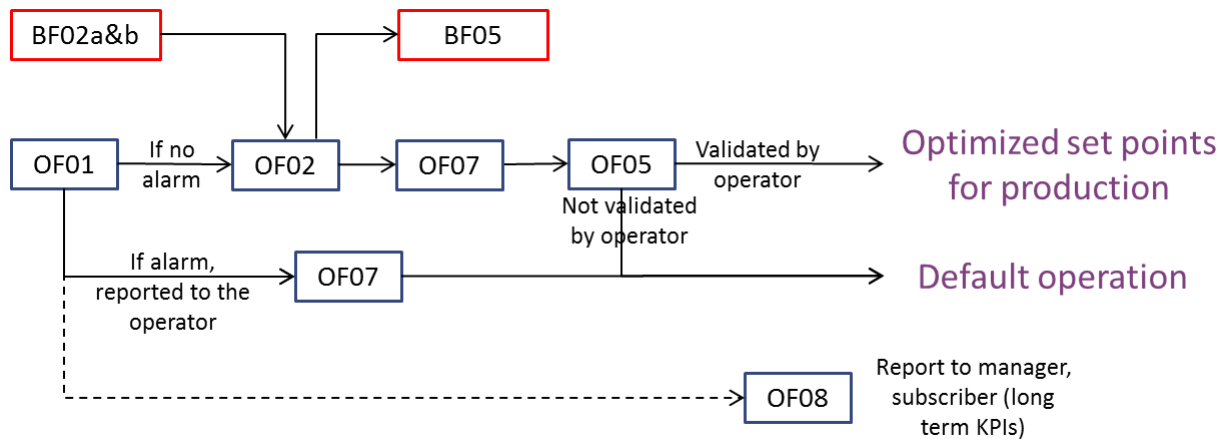 BF02a&b
BF05
OF01
If no
alarm
OF02
OF07
OF05
Validated by
operator
Optimized set points
for production
Not validated
by operator
If alarm,
reported to the
operator
OF07
Default operation
OF08
Report to manager,
subscriber (long
term KPIs)